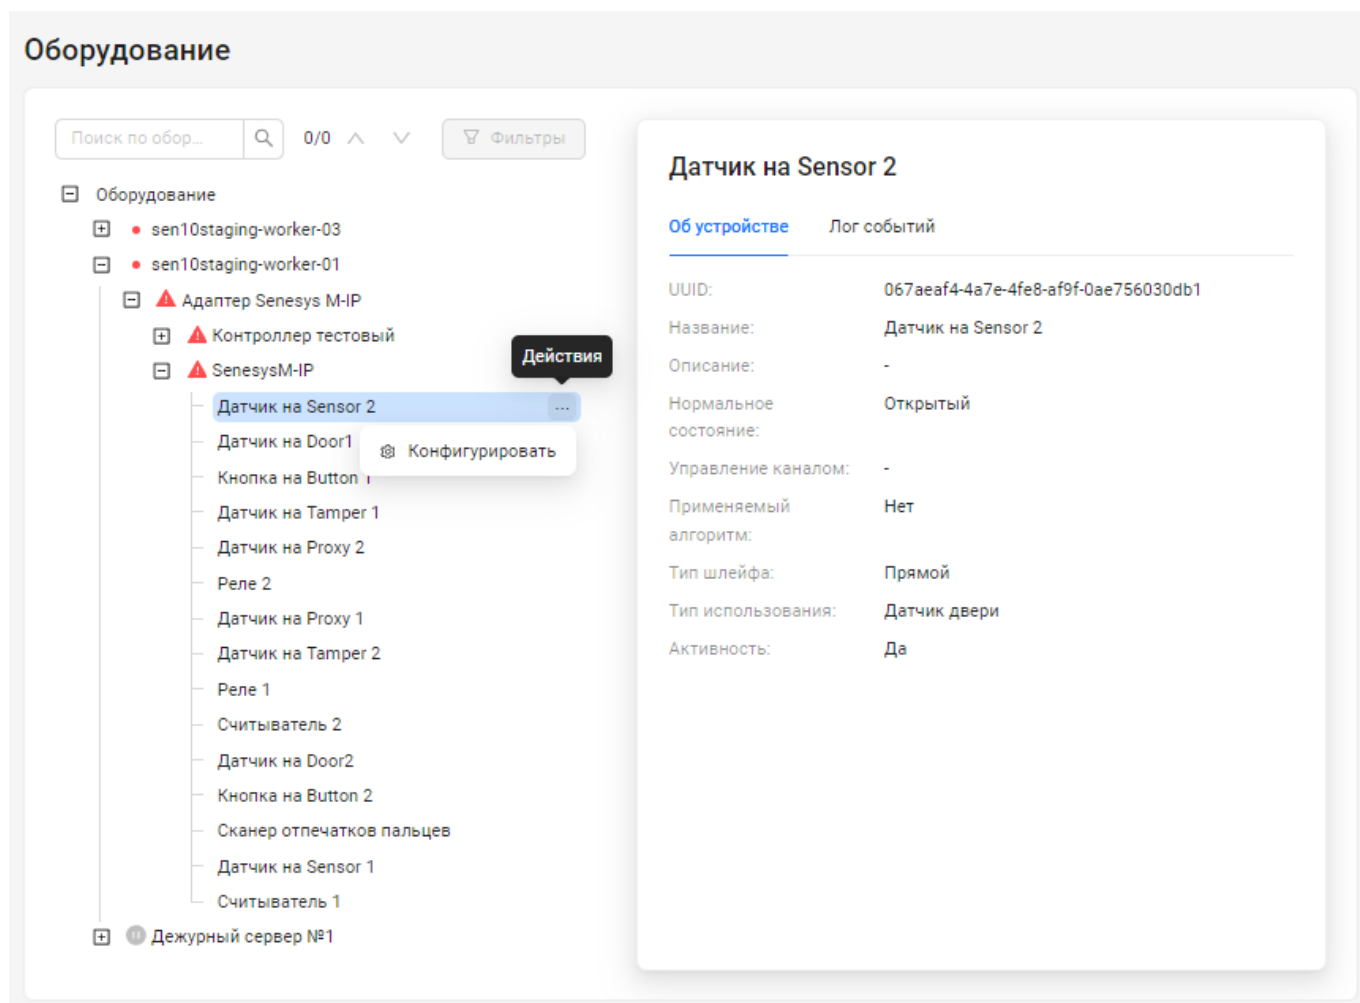 Оборудование
Поиск по обор...
0/0
Фильтры
Оборудование
sen10staging-worker-03
sen10staging-worker-01
Адаптер Senesys M-IP
Контроллер тестовый
SenesysM-IP
Действия
Датчик на Sensor 2
...
Датчик на Door1
Конфигурировать
Кнопка на Button 1
Датчик на Tamper 1
Датчик на Proxy 2
Реле 2
Датчик на Proxy 1
Датчик на Tamper 2
Реле 1
Считыватель 2
Датчик на Door2
Кнопка на Button 2
Сканер отпечатков пальцев
Датчик на Sensor 1
Считыватель 1
Дежурный сервер №1
Датчик на Sensor 2
Об устройстве Лог событий
UUID: 067aeaf4-4a7e-4fe8-af9f-0ae756030db1
Название: Датчик на Sensor 2
Описание: -
Нормальное Открытый
состояние:
Управление каналом: -
Применяемый Нет
алгоритм:
Тип шлейфа: Прямой
Тип использования: Датчик двери
Активность: Да